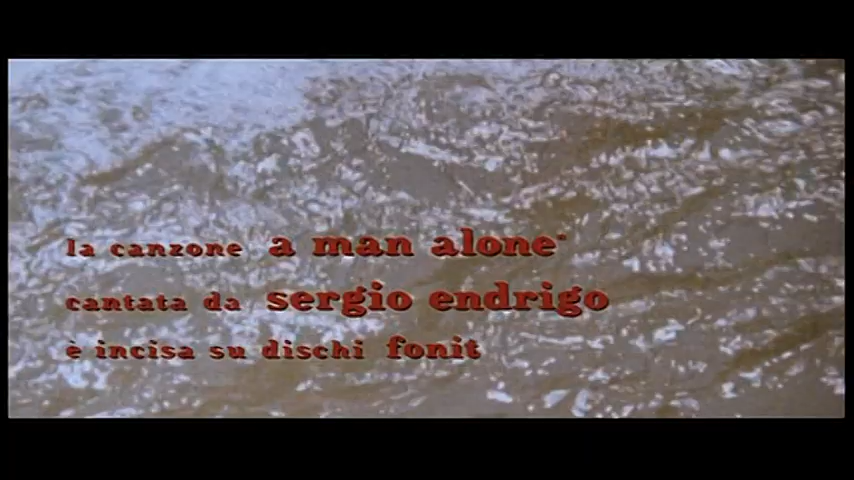 la canzone a man alone"
cantata da sergio endrigo
è incisa su dischi fonit